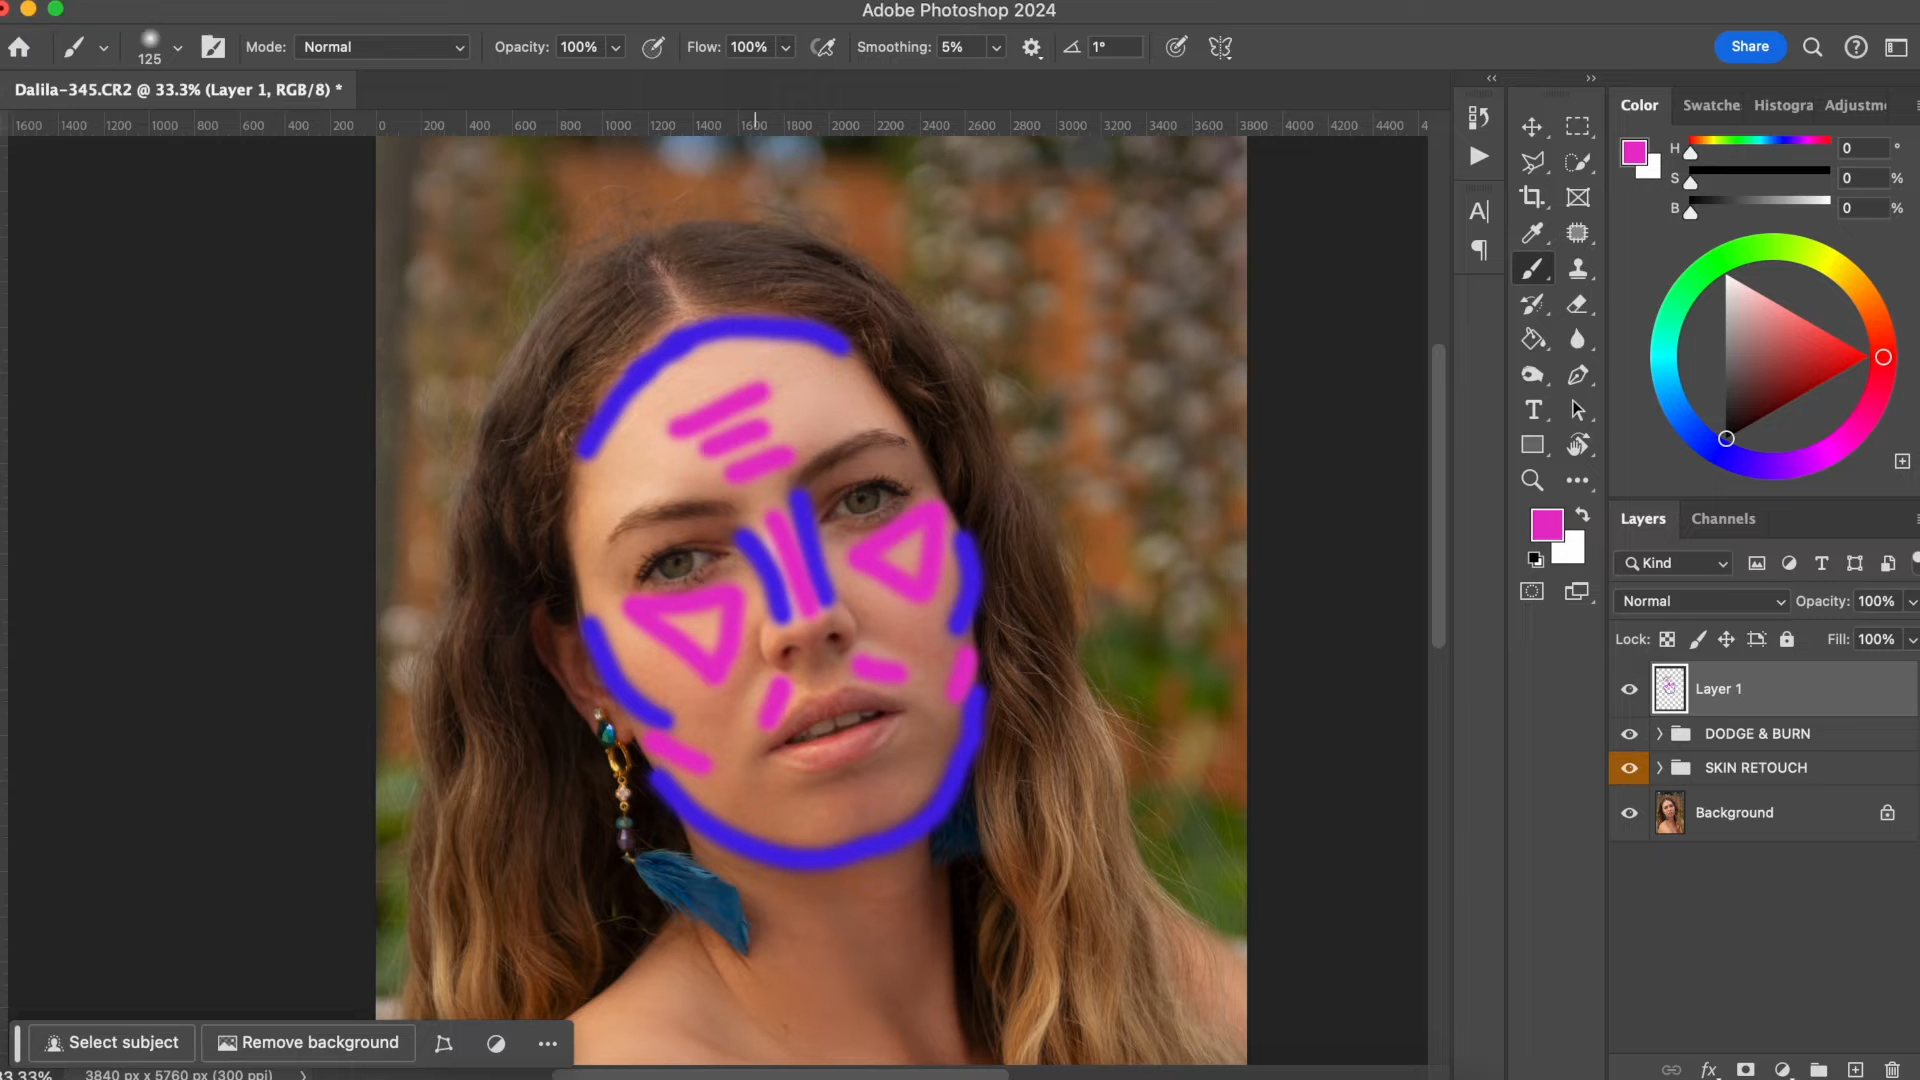 Adobe Photoshop 2024
125
Mode: Normal
Opacity: 100%
Flow: 100%
Smoothing: 5%
1°
Share
Dalila-345.CR2 @ 33.3% (Layer 1, RGB/8) *
1600 1400 1200 1000 800 600 400 200 0 200 400 600 800 1000 1200 1400 1600 1800 2000 2200 2400 2600 2800 3000 3200 3400 3600 3800 4000 4200 4400 4
Color Swatche Histogra Adjustm
H 0 °
S 0 %
B 0 %
Layers Channels
Kind
Normal Opacity: 100%
Lock: Fill: 100%
Layer 1
DODGE & BURN
SKIN RETOUCH
Background
Select subject Remove background
33.33% 3840 px x 5760 px (300 ppi)
fx